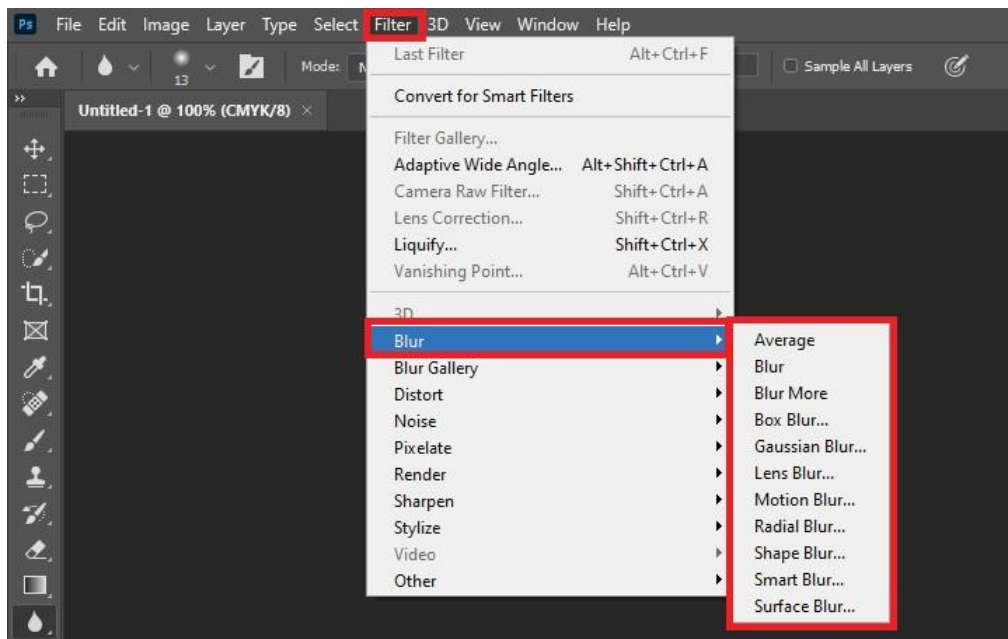 Ps File Edit Image Layer Type Select Filter 3D View Window Help
13 Mode: Sample All Layers
Untitled-1 @ 100% (CMYK/8) ×
Last Filter Alt+Ctrl+F
Convert for Smart Filters
Filter Gallery...
Adaptive Wide Angle... Alt+Shift+Ctrl+A
Camera Raw Filter... Shift+Ctrl+A
Lens Correction... Shift+Ctrl+R
Liquify... Shift+Ctrl+X
Vanishing Point... Alt+Ctrl+V
3D
Blur
Blur Gallery
Distort
Noise
Pixelate
Render
Sharpen
Stylize
Video
Other
Average
Blur
Blur More
Box Blur...
Gaussian Blur...
Lens Blur...
Motion Blur...
Radial Blur...
Shape Blur...
Smart Blur...
Surface Blur...